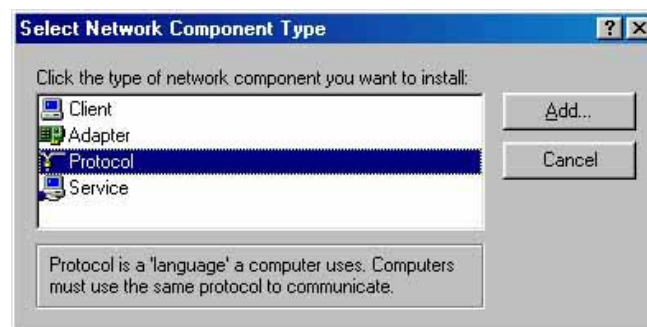 Select Network Component Type
Click the type of network component you want to install:
Client
Adapter
Protocol
Service
Add...
Cancel
Protocol is a 'language' a computer uses. Computers
must use the same protocol to communicate.